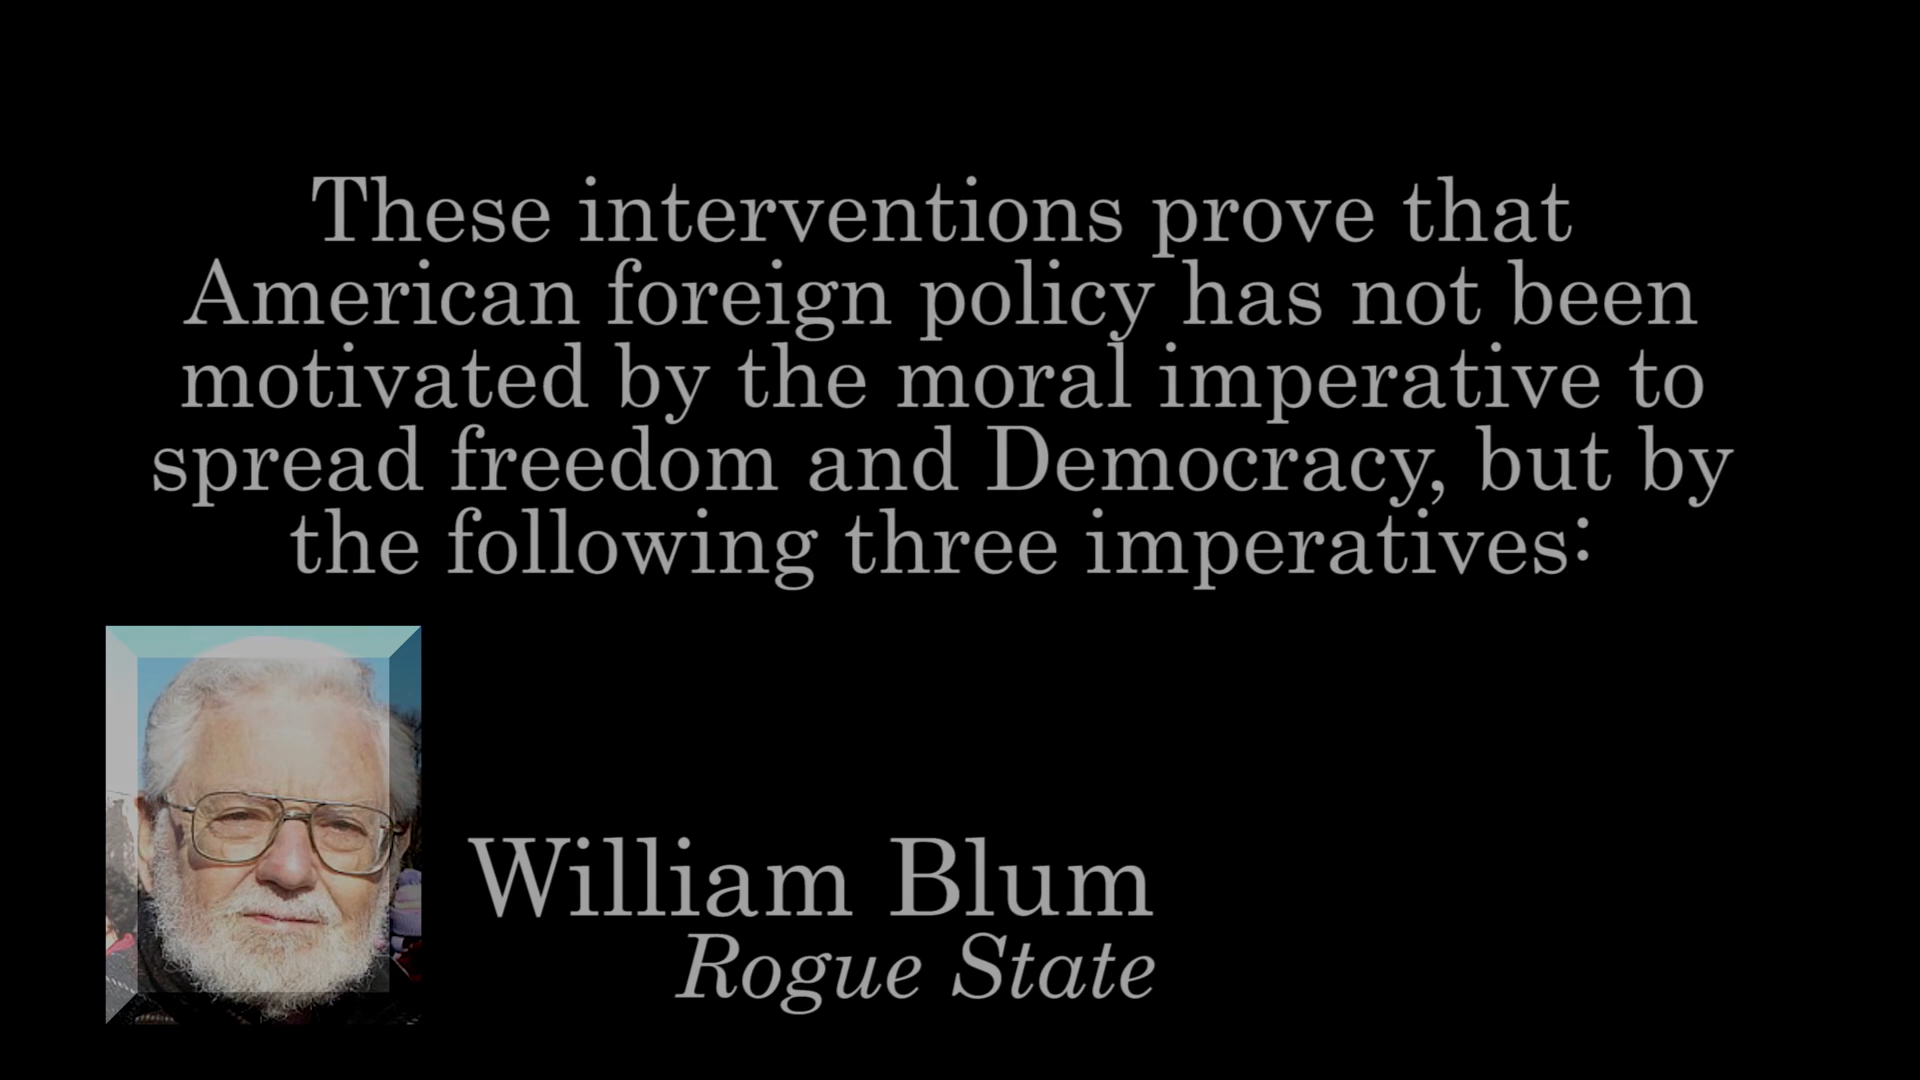 These interventions prove that
American foreign policy has not been
motivated by the moral imperative to
spread freedom and Democracy, but by
the following three imperatives:
William Blum
Rogue State